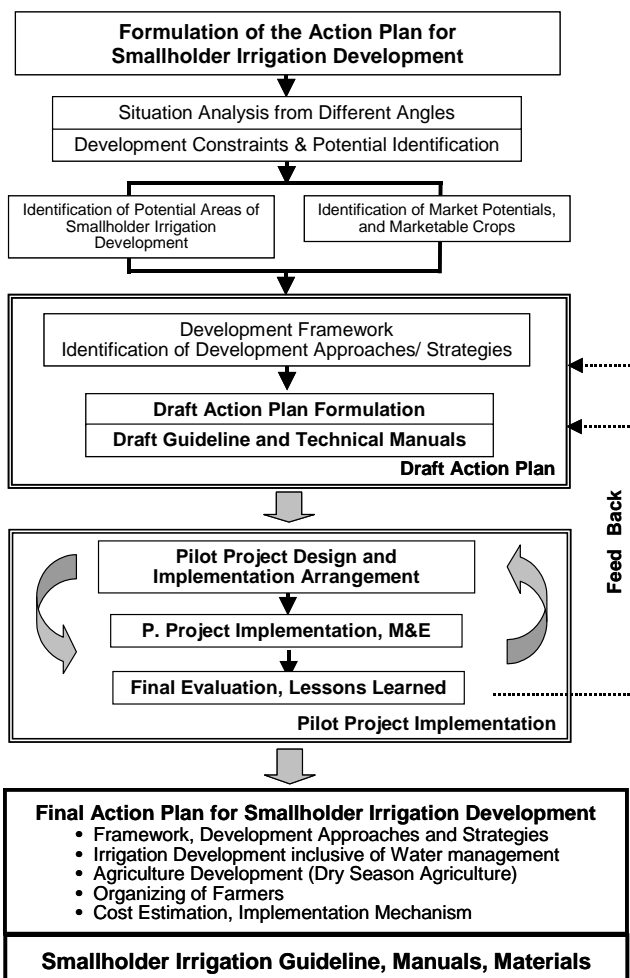 Formulation of the Action Plan for
Smallholder Irrigation Development
Situation Analysis from Different Angles
Development Constraints & Potential Identification
Identification of Potential Areas of
Smallholder Irrigation
Development
Identification of Market Potentials,
and Marketable Crops
Development Framework
Identification of Development Approaches/ Strategies
Draft Action Plan Formulation
Draft Guideline and Technical Manuals
Draft Action Plan
Feed Back
Pilot Project Design and
Implementation Arrangement
P. Project Implementation, M&E
Final Evaluation, Lessons Learned
Pilot Project Implementation
Final Action Plan for Smallholder Irrigation Development
• Framework, Development Approaches and Strategies
• Irrigation Development inclusive of Water management
• Agriculture Development (Dry Season Agriculture)
• Organizing of Farmers
• Cost Estimation, Implementation Mechanism
Smallholder Irrigation Guideline, Manuals, Materials